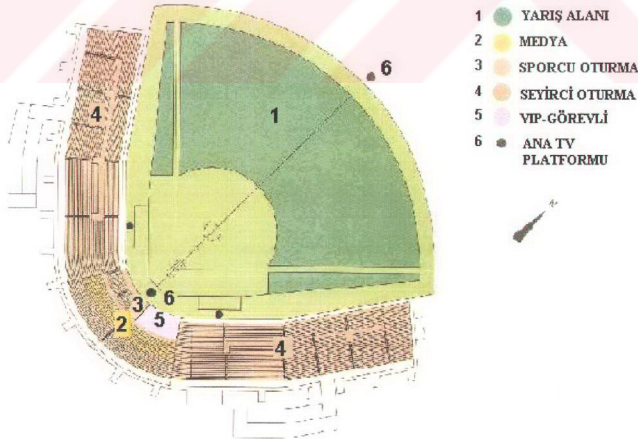 1 YARIŞ ALANI
2 MEDYA
3 SPORCU OTURMA
4 SEYİRCİ OTURMA
5 VIP-GÖREVLİ
6 ANA TV
PLATFORMU
6
4
1
6
3
5
2
4